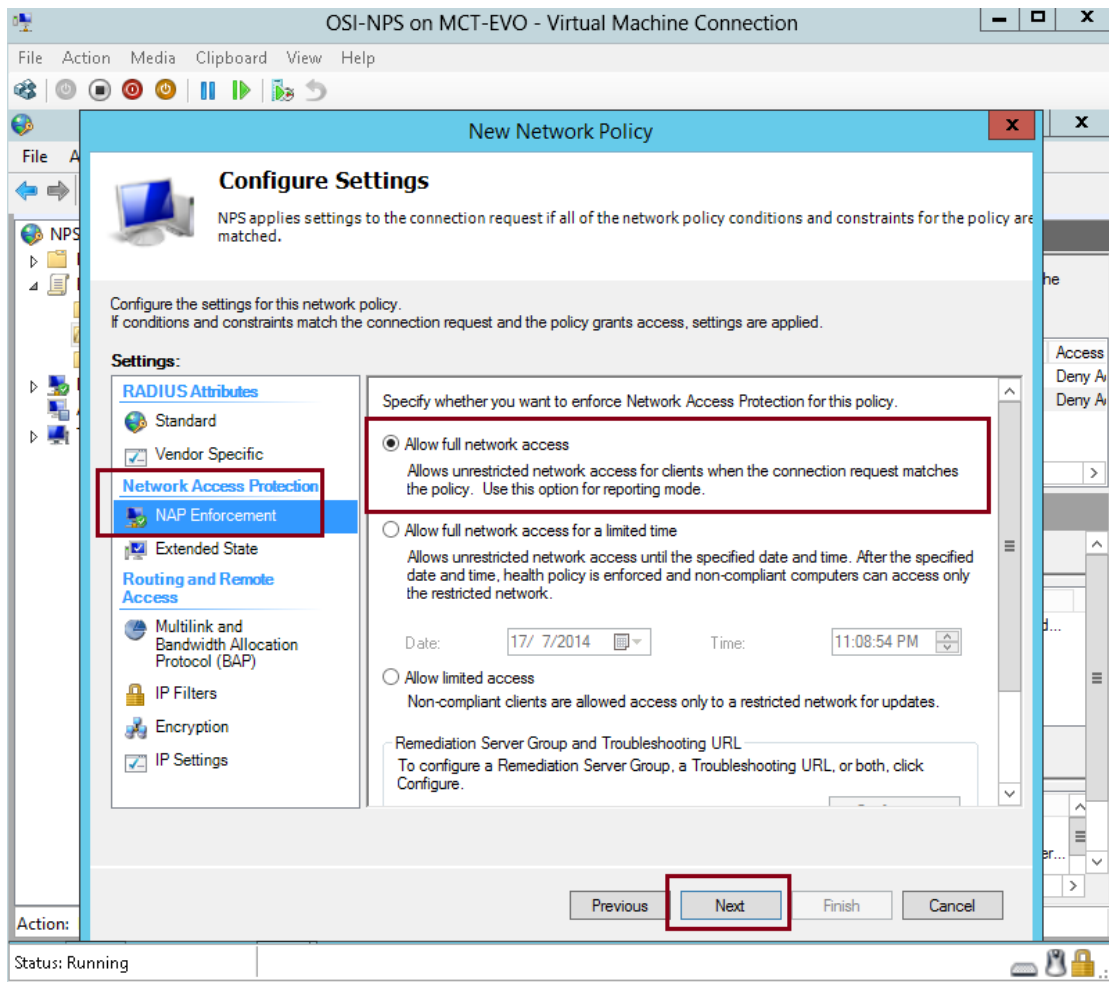 OSI-NPS on MCT-EVO - Virtual Machine Connection
File Action Media Clipboard View Help
New Network Policy
File A
Configure Settings
NPS applies settings to the connection request if all of the network policy conditions and constraints for the policy are
matched.
NPS
he
Configure the settings for this network policy.
If conditions and constraints match the connection request and the policy grants access, settings are applied.
Settings:
Access
Deny A
Deny A
RADIUS Attributes
Standard
Vendor Specific
Network Access Protection
NAP Enforcement
Extended State
Routing and Remote
Access
Multilink and
Bandwidth Allocation
Protocol (BAP)
IP Filters
Encryption
IP Settings
Specify whether you want to enforce Network Access Protection for this policy.
Allow full network access
Allows unrestricted network access for clients when the connection request matches
the policy. Use this option for reporting mode.
Allow full network access for a limited time
Allows unrestricted network access until the specified date and time. After the specified
date and time, health policy is enforced and non-compliant computers can access only
the restricted network.
Date: 17/ 7/2014 Time: 11:08:54 PM
Allow limited access
Non-compliant clients are allowed access only to a restricted network for updates.
Remediation Server Group and Troubleshooting URL
To configure a Remediation Server Group, a Troubleshooting URL, or both, click
Configure.
d...
er...
Previous Next Finish Cancel
Action:
Status: Running